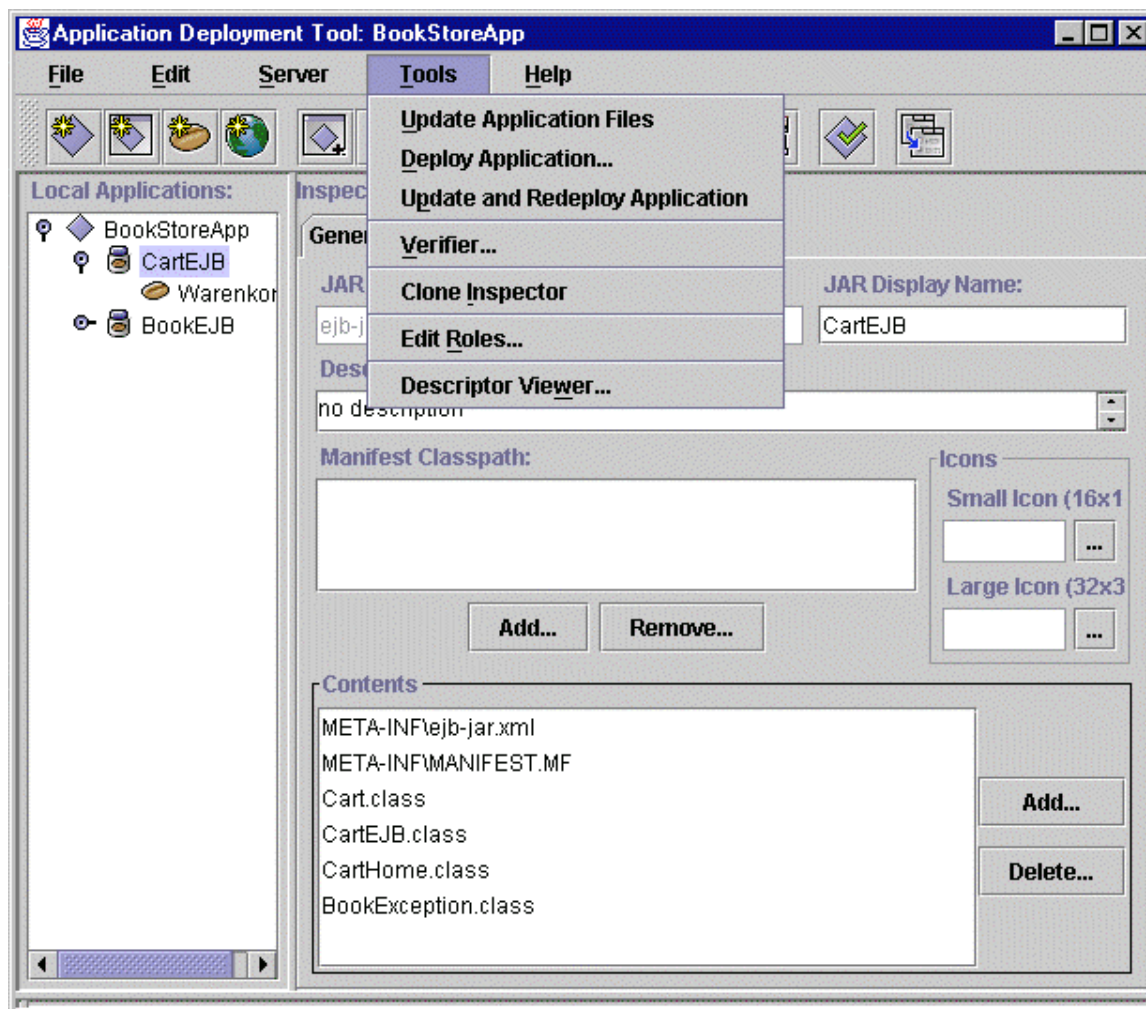 Application Deployment Tool: BookStoreApp
File Edit Server Tools Help
Update Application Files
Deploy Application...
Update and Redeploy Application
Verifier...
Clone Inspector
Edit Roles...
Descriptor Viewer...
Local Applications:
BookStoreApp
CartEJB
Warenkor
BookEJB
Inspec
Gener
JAR
JAR Display Name:
ejb-j
CartEJB
Desc
no description
Manifest Classpath:
Icons
Small Icon (16x1
...
Large Icon (32x3
...
Add... Remove...
Contents
META-INF\ejb-jar.xml
META-INF\MANIFEST.MF
Cart.class
CartEJB.class
CartHome.class
BookException.class
Add...
Delete...